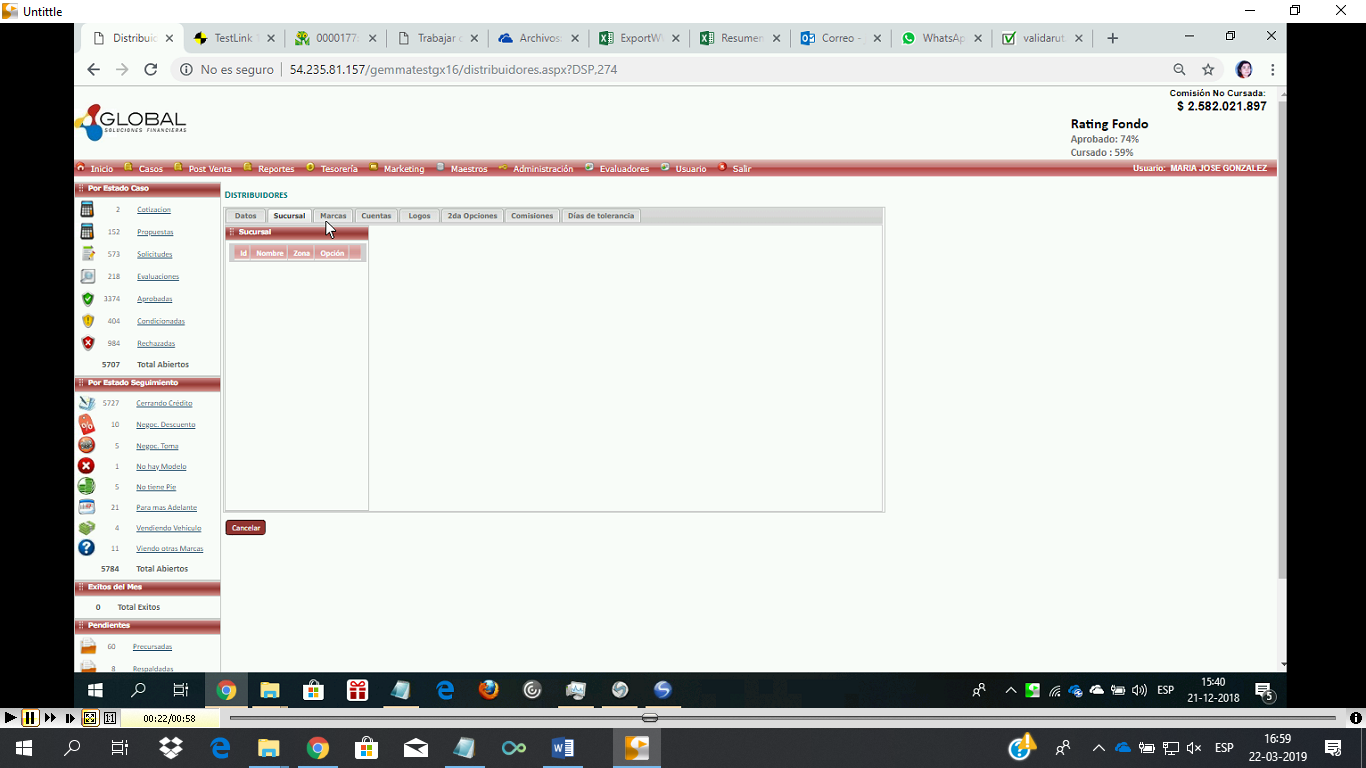 Untittle
Distribuic
TestLink
0000177
Trabajar
Archivos
ExportW
Resumen
Correo -
WhatsAp
validarut
No es seguro
54.235.81.157/gemmatestgx16/distribuidores.aspx?DSP,274
GLOBAL
SOLUCIONES FINANCIERAS
Comisión No Cursada:
$ 2.582.021.897
Rating Fondo
Aprobado: 74%
Cursado : 59%
Inicio Casos Post Venta Reportes Tesorería Marketing Maestros Administración Evaluadores Usuario Salir
Usuario: MARIA JOSE GONZALEZ
Por Estado Caso
2 Cotizacion
152 Propuestas
573 Solicitudes
218 Evaluaciones
3374 Aprobadas
404 Condicionadas
984 Rechazadas
5707 Total Abiertos
Por Estado Seguimiento
5727 Cerrando Crédito
10 Negoc. Descuento
5 Negoc. Toma
1 No hay Modelo
5 No tiene Pie
21 Para mas Adelante
4 Vendiendo Vehículo
11 Viendo otras Marcas
5784 Total Abiertos
Exitos del Mes
0 Total Exitos
Pendientes
60 Precursadas
8 Respaldadas
DISTRIBUIDORES
Datos Sucursal Marcas Cuentas Logos 2da Opciones Comisiones Días de tolerancia
Sucursal
Id Nombre Zona Opción
Cancelar
ESP
15:40
21-12-2018
5
00:22/00:58
ESP
16:59
22-03-2019